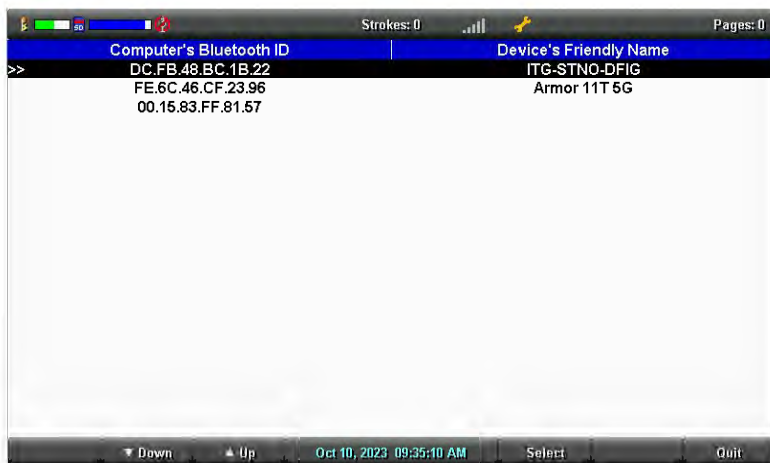 SD Strokes: 0 Pages: 0
Computer's Bluetooth ID Device's Friendly Name
>> DC.FB.48.BC.1B.22 ITG-STNO-DFIG
FE.6C.46.CF.23.96 Armor 11T 5G
00.15.83.FF.81.57
▼ Down ▲ Up Oct 10, 2023 09:35:10 AM Select Quit